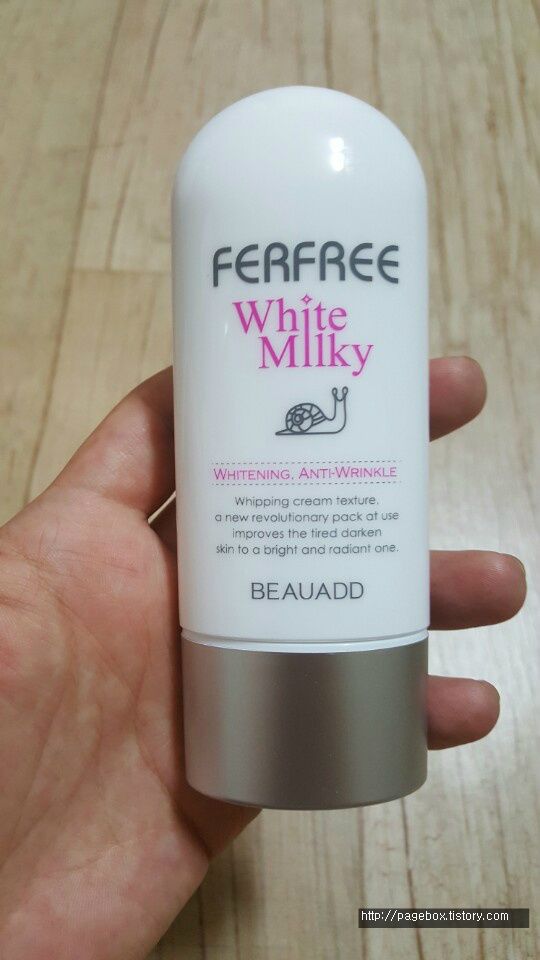 FERFREE
White
Milky
WHITENING, ANTI-WRINKLE
Whipping cream texture,
a new revolutionary pack at use
improves the tired darken
skin to a bright and radiant one.
BEAUADD
http://pagebox.tistory.com